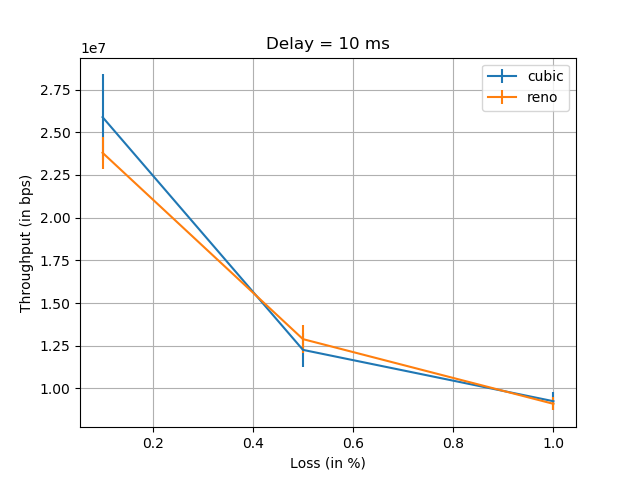 Delay = 10 ms
1e7
cubic
reno
Throughput (in bps)
2.75
2.50
2.25
2.00
1.75
1.50
1.25
1.00
0.2 0.4 0.6 0.8 1.0
Loss (in %)